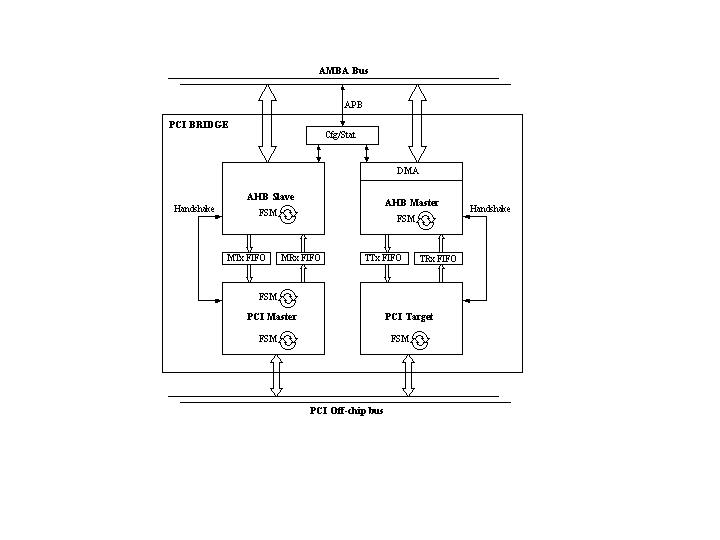 AMBA Bus
APB
PCI BRIDGE
Cfg/Stat.
DMA
AHB Slave
AHB Master
Handshake
FSM
FSM
Handshake
MTx FIFO
MRx FIFO
TTx FIFO
TRx FIFO
FSM
PCI Master
PCI Target
FSM
FSM
PCI Off-chip bus